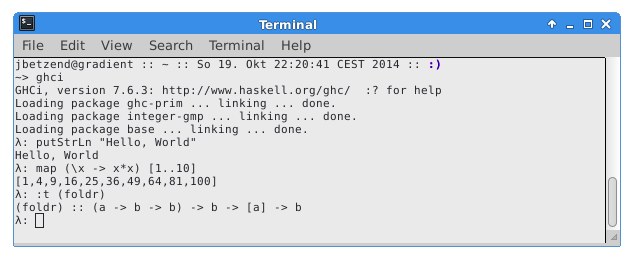 Terminal
File Edit View Search Terminal Help
jbetzend@gradient :: ~ :: So 19. Okt 22:20:41 CEST 2014 :: :)
~> ghci
GHCi, version 7.6.3: http://www.haskell.org/ghc/  :? for help
Loading package ghc-prim ... linking ... done.
Loading package integer-gmp ... linking ... done.
Loading package base ... linking ... done.
λ: putStrLn "Hello, World"
Hello, World
λ: map (\x -> x*x) [1..10]
[1,4,9,16,25,36,49,64,81,100]
λ: :t (foldr)
(foldr) :: (a -> b -> b) -> b -> [a] -> b
λ: